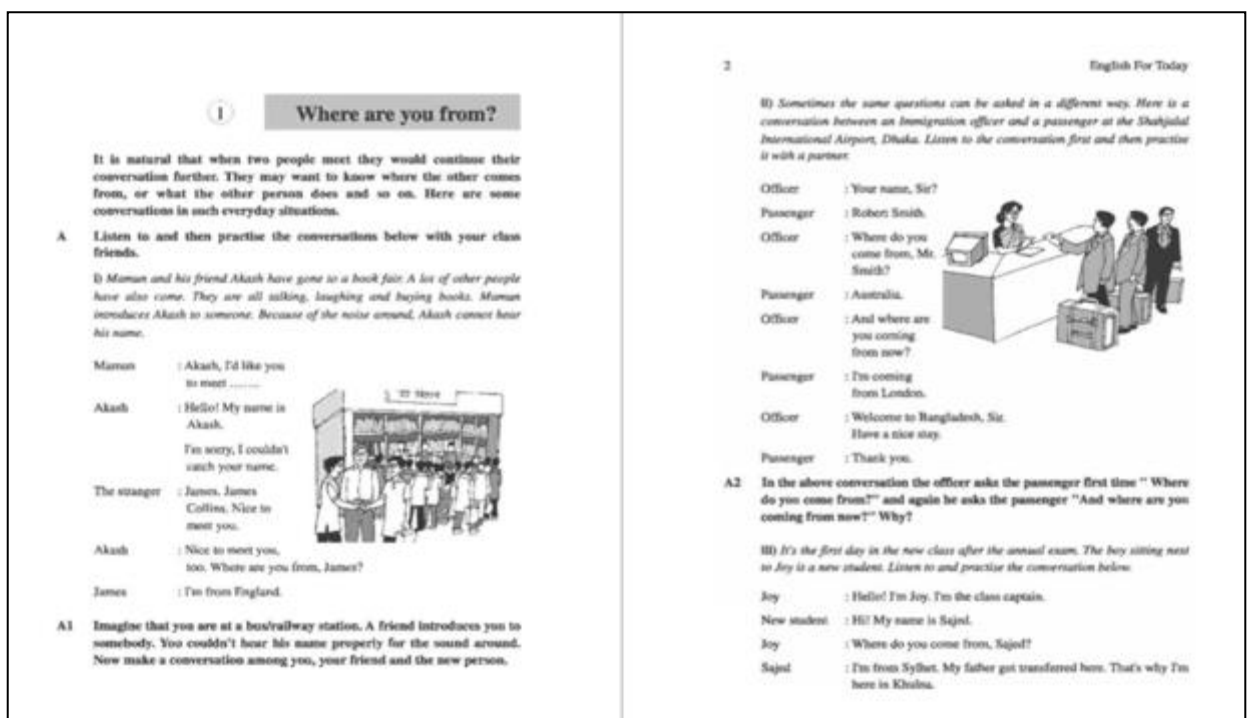 1
Where are you from?
It is natural that when two people meet they would continue their
conversation further. They may want to know where the other comes
from, or what the other person does and so on. Here are some
conversations in such everyday situations.
A Listen to and then practise the conversations below with your class
friends.
I) Mamun and his friend Akash have gone to a book fair. A lot of other people
have also come. They are all talking, laughing and buying books. Mamun
introduces Akash to someone. Because of the noise around, Akash cannot hear
his name.
Mamun : Akash, I'd like you
to meet .......
Akash : Hello! My name is
Akash.
I'm sorry, I couldn't
catch your name.
The stranger : James. James
Collins. Nice to
meet you.
Akash : Nice to meet you,
too. Where are you from, James?
James : I'm from England.
A1 Imagine that you are at a bus/railway station. A friend introduces you to
somebody. You couldn't hear his name properly for the sound around.
Now make a conversation among you, your friend and the new person.
2 English For Today
II) Sometimes the same questions can be asked in a different way. Here is a
conversation between an Immigration officer and a passenger at the Shahjalal
International Airport, Dhaka. Listen to the conversation first and then practise
it with a partner.
Officer : Your name, Sir?
Passenger : Robert Smith.
Officer : Where do you
come from, Mr.
Smith?
Passenger : Australia.
Officer : And where are
you coming
from now?
Passenger : I'm coming
from London.
Officer : Welcome to Bangladesh, Sir.
Have a nice stay.
Passenger : Thank you.
A2 In the above conversation the officer asks the passenger first time " Where
do you come from?" and again he asks the passenger "And where are you
coming from now?" Why?
III) It's the first day in the new class after the annual exam. The boy sitting next
to Joy is a new student. Listen to and practise the conversation below.
Joy : Hello! I'm Joy. I'm the class captain.
New student : Hi! My name is Sajed.
Joy : Where do you come from, Sajed?
Sajed : I'm from Sylhet. My father got transferred here. That's why I'm
here in Khulna.